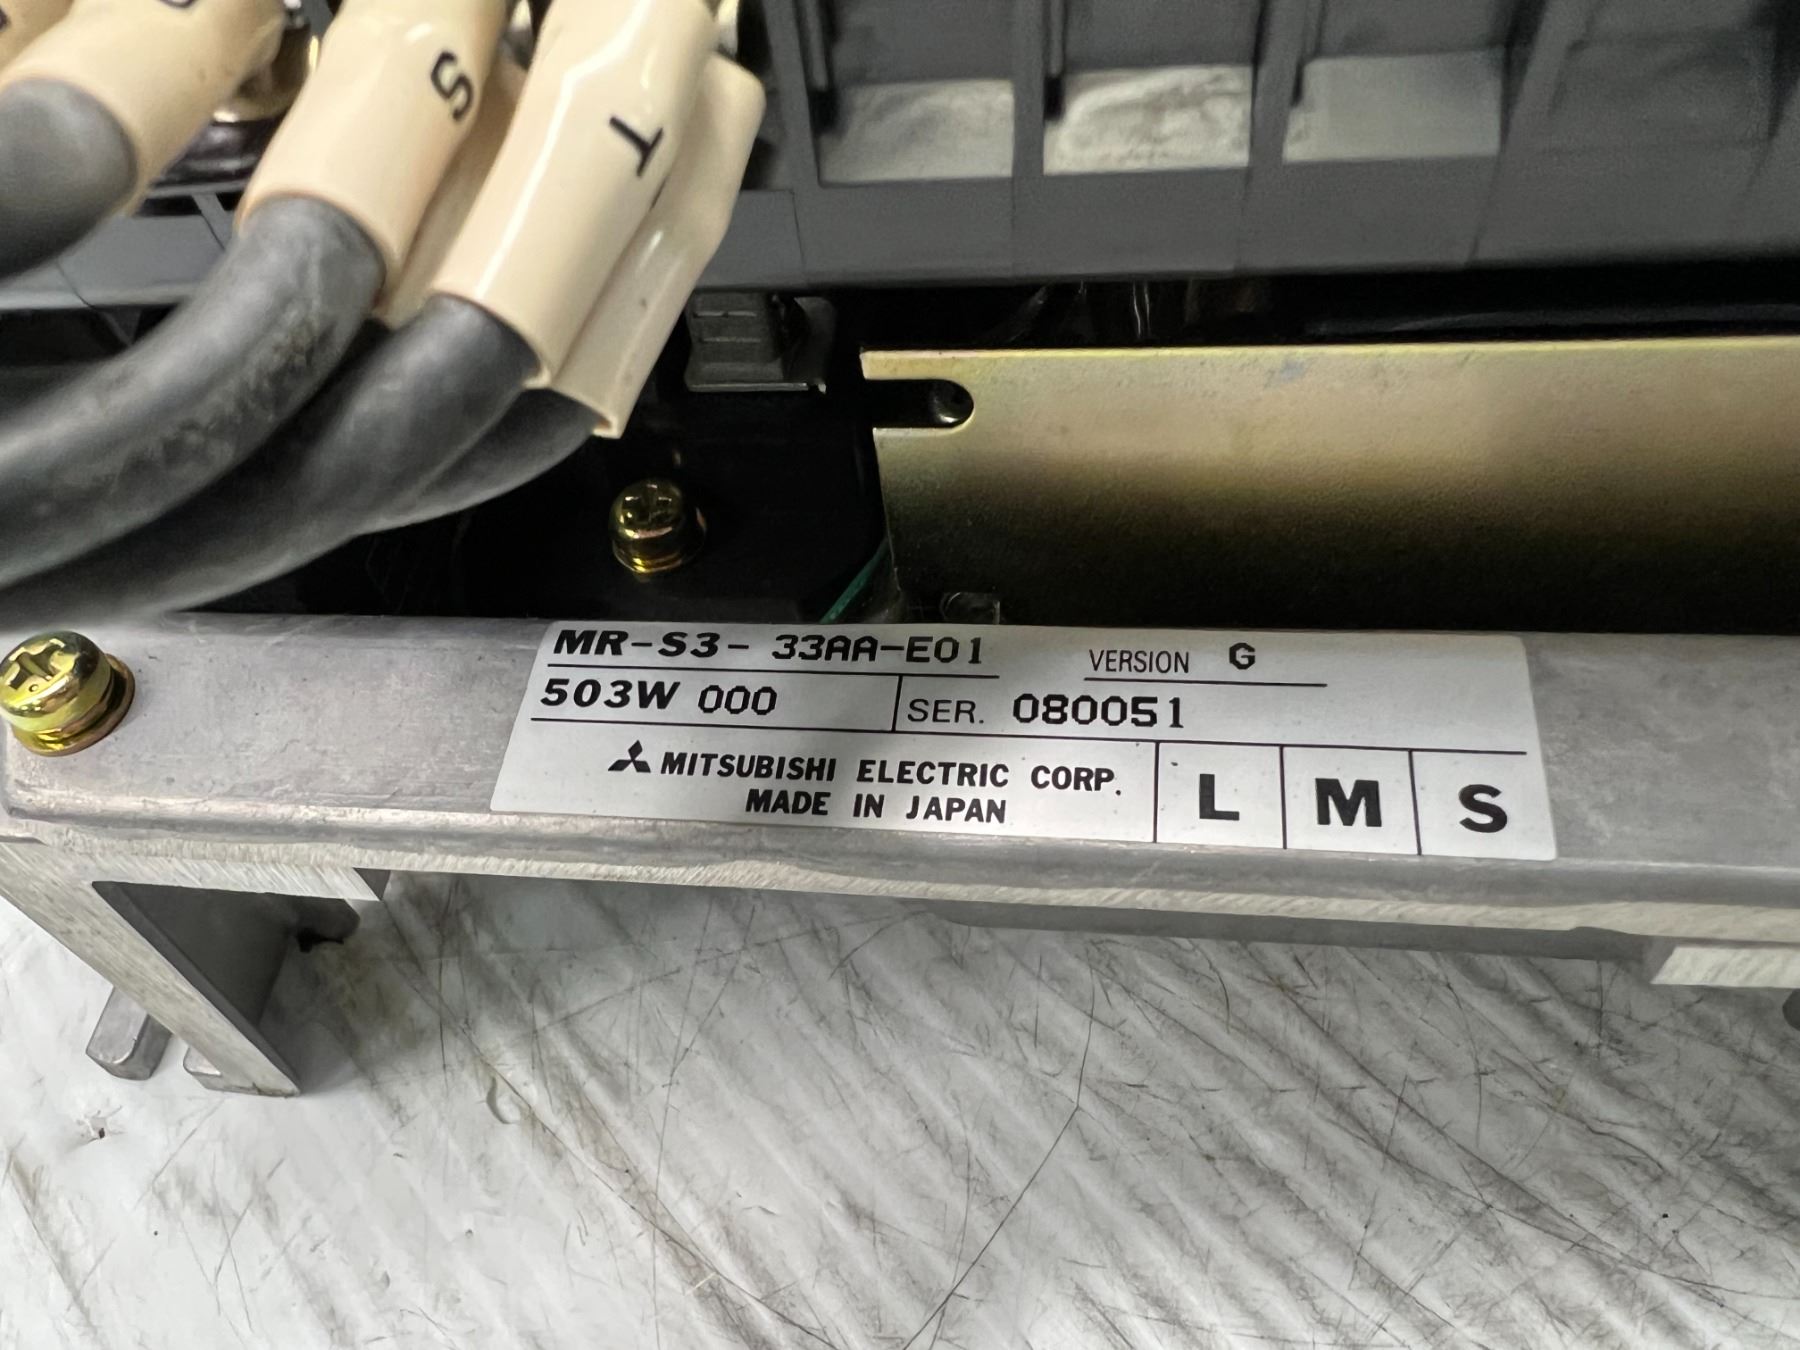 S
T
MR-S3-33AA-E01 VERSION G
503W 000 SER. 080051
MITSUBISHI ELECTRIC CORP.
MADE IN JAPAN
L M S